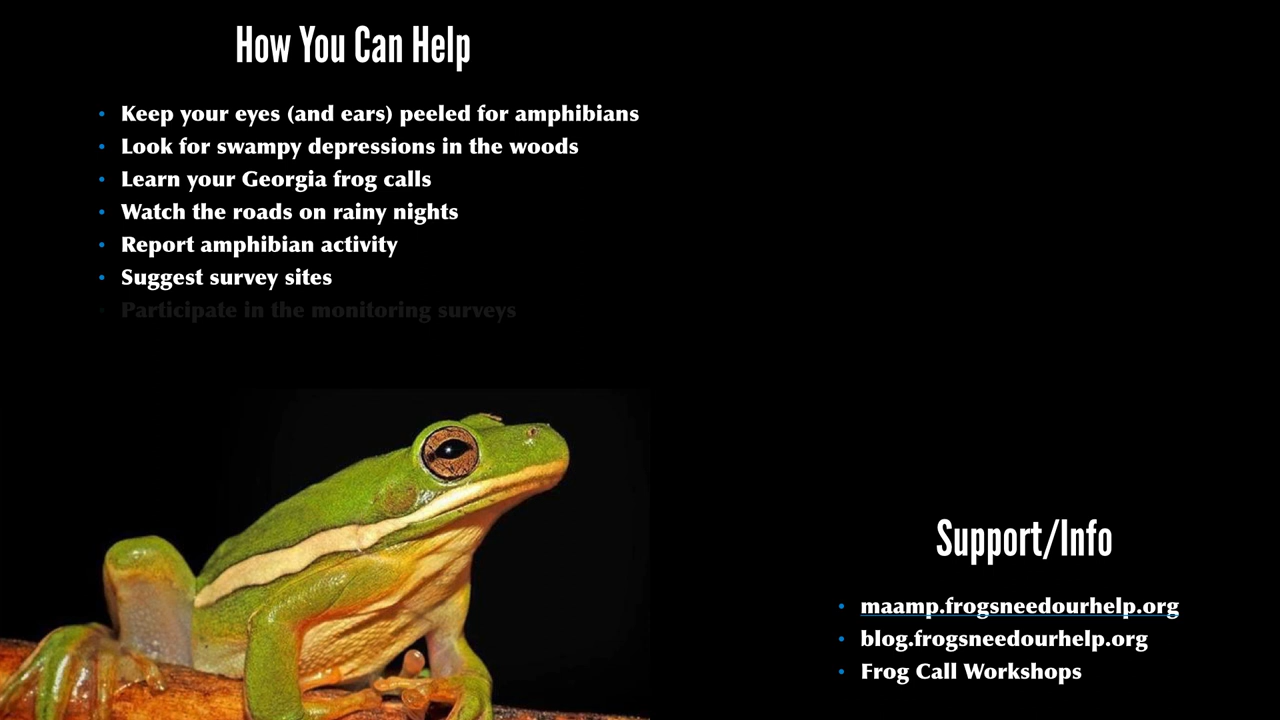 How You Can Help
• Keep your eyes (and ears) peeled for amphibians
• Look for swampy depressions in the woods
• Learn your Georgia frog calls
• Watch the roads on rainy nights
• Report amphibian activity
• Suggest survey sites
• Participate in the monitoring surveys
Support/Info
• maamp.frogsneedourhelp.org
• blog.frogsneedourhelp.org
• Frog Call Workshops